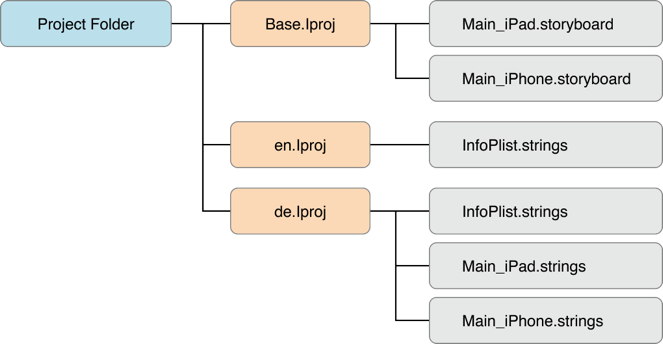 Project Folder
Base.lproj
Main_iPad.storyboard
Main_iPhone.storyboard
en.lproj
InfoPlist.strings
de.lproj
InfoPlist.strings
Main_iPad.strings
Main_iPhone.strings